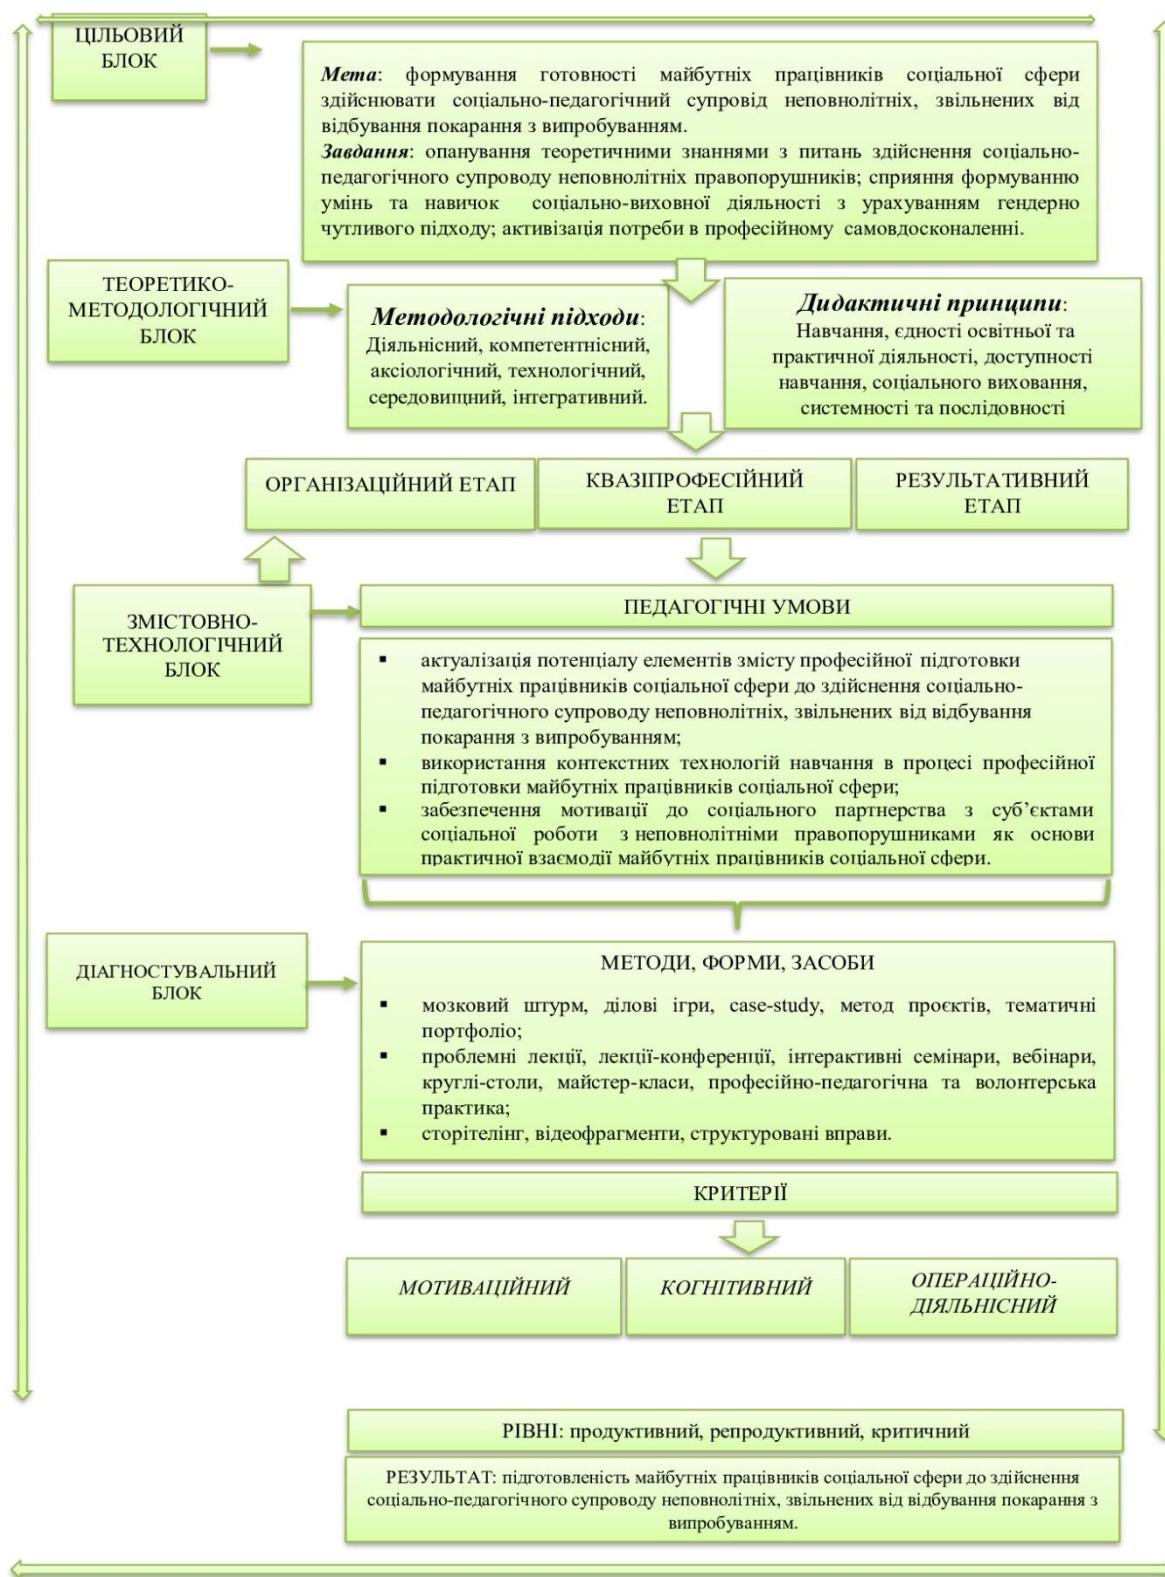 ЦІЛЬОВИЙ
БЛОК
Мета: формування готовності майбутніх працівників соціальної сфери
здійснювати соціально-педагогічний супровід неповнолітніх, звільнених від
відбування покарання з випробуванням.
Завдання: опанування теоретичними знаннями з питань здійснення соціально-
педагогічного супроводу неповнолітніх правопорушників; сприяння формуванню
умінь та навичок соціально-виховної діяльності з урахуванням гендерно
чутливого підходу; активізація потреби в професійному самовдосконаленні.
ТЕОРЕТИКО-
МЕТОДОЛОГІЧНИЙ
БЛОК
Методологічні підходи:
Діяльнісний, компетентнісний,
аксіологічний, технологічний,
середовищний, інтегративний.
Дидактичні принципи:
Навчання, єдності освітньої та
практичної діяльності, доступності
навчання, соціального виховання,
системності та послідовності
ОРГАНІЗАЦІЙНИЙ ЕТАП
КВАЗІПРОФЕСІЙНИЙ
ЕТАП
РЕЗУЛЬТАТИВНИЙ
ЕТАП
ЗМІСТОВНО-
ТЕХНОЛОГІЧНИЙ
БЛОК
ПЕДАГОГІЧНІ УМОВИ
▪ актуалізація потенціалу елементів змісту професійної підготовки
майбутніх працівників соціальної сфери до здійснення соціально-
педагогічного супроводу неповнолітніх, звільнених від відбування
покарання з випробуванням;
▪ використання контекстних технологій навчання в процесі професійної
підготовки майбутніх працівників соціальної сфери;
▪ забезпечення мотивації до соціального партнерства з суб’єктами
соціальної роботи з неповнолітніми правопорушниками як основи
практичної взаємодії майбутніх працівників соціальної сфери.
ДІАГНОСТУВАЛЬНИЙ
БЛОК
МЕТОДИ, ФОРМИ, ЗАСОБИ
▪ мозковий штурм, ділові ігри, case-study, метод проєктів, тематичні
портфоліо;
▪ проблемні лекції, лекції-конференції, інтерактивні семінари, вебінари,
круглі-столи, майстер-класи, професійно-педагогічна та волонтерська
практика;
▪ сторітелінг, відеофрагменти, структуровані вправи.
КРИТЕРІЇ
МОТИВАЦІЙНИЙ
КОГНІТИВНИЙ
ОПЕРАЦІЙНО-
ДІЯЛЬНІСНИЙ
РІВНІ: продуктивний, репродуктивний, критичний
РЕЗУЛЬТАТ: підготовленість майбутніх працівників соціальної сфери до здійснення
соціально-педагогічного супроводу неповнолітніх, звільнених від відбування покарання з
випробуванням.